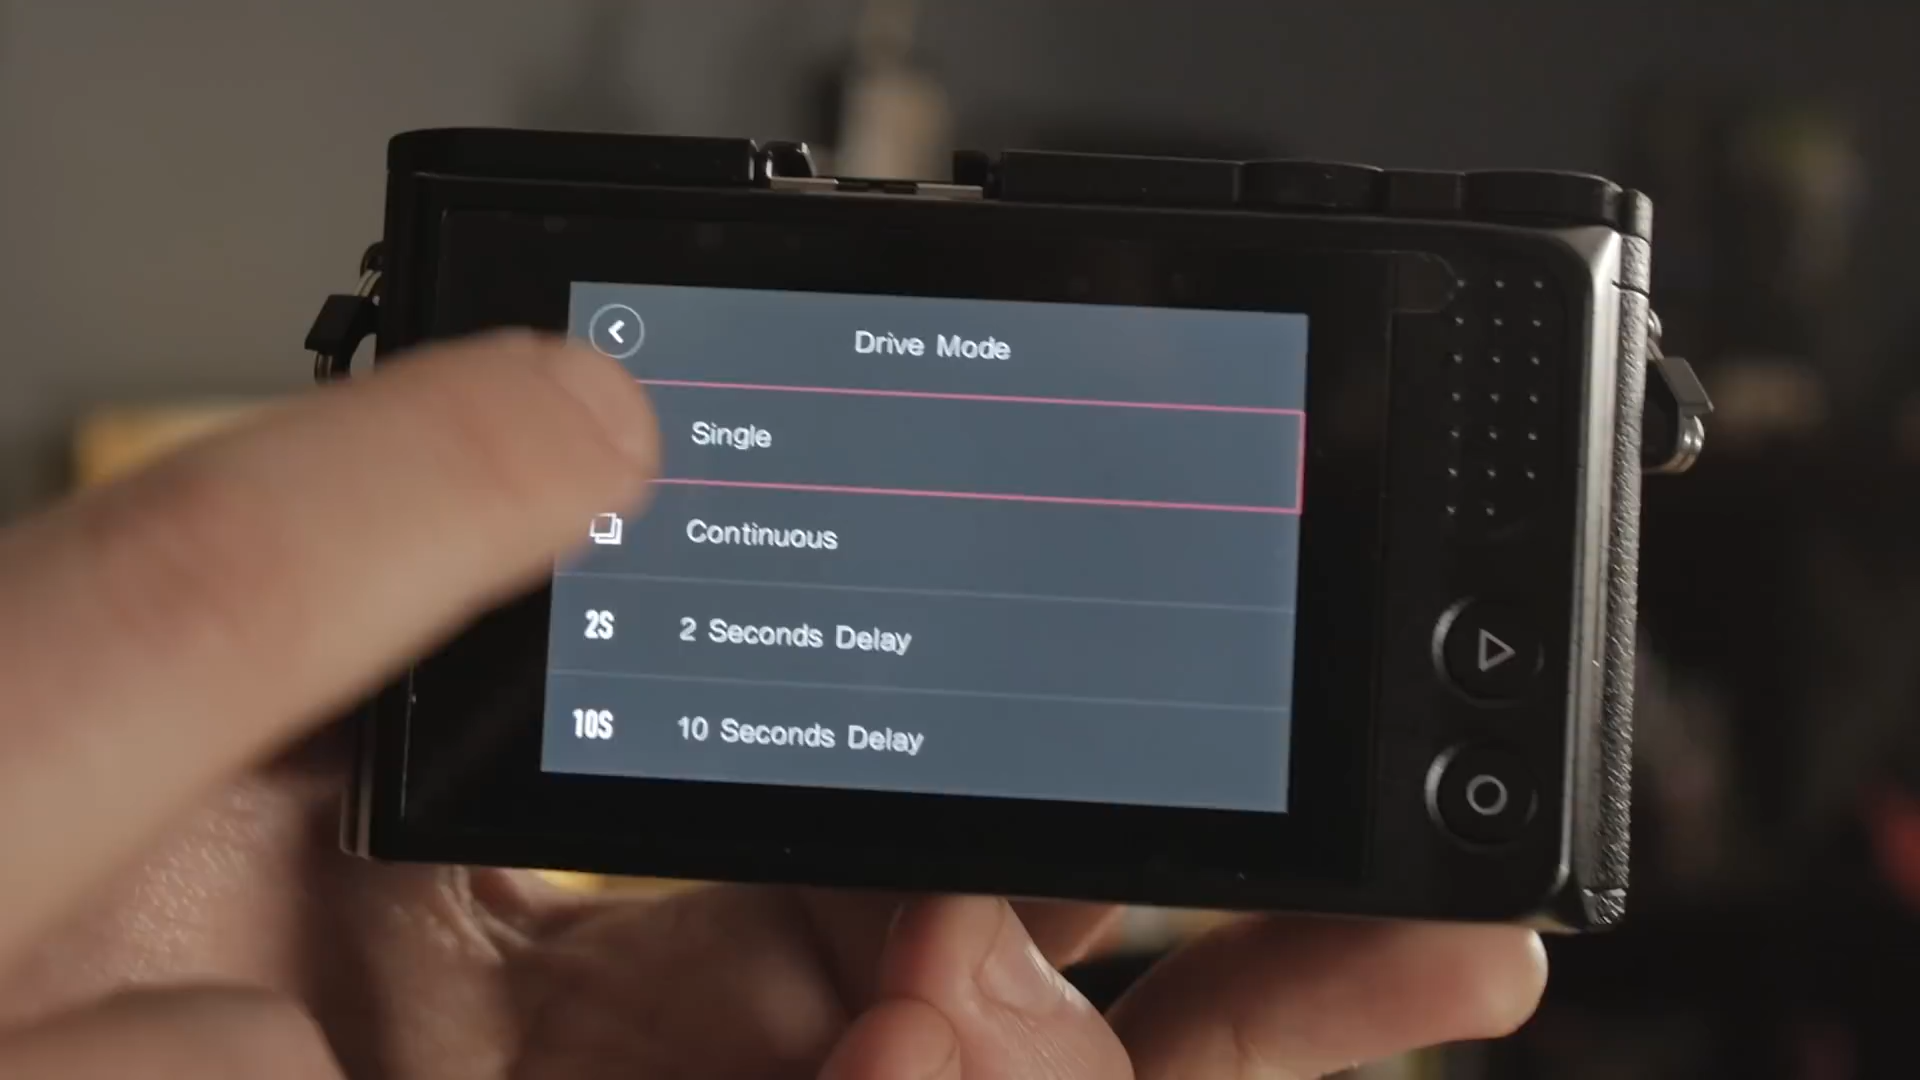 Drive Mode
Single
Continuous
2S 2 Seconds Delay
10S 10 Seconds Delay